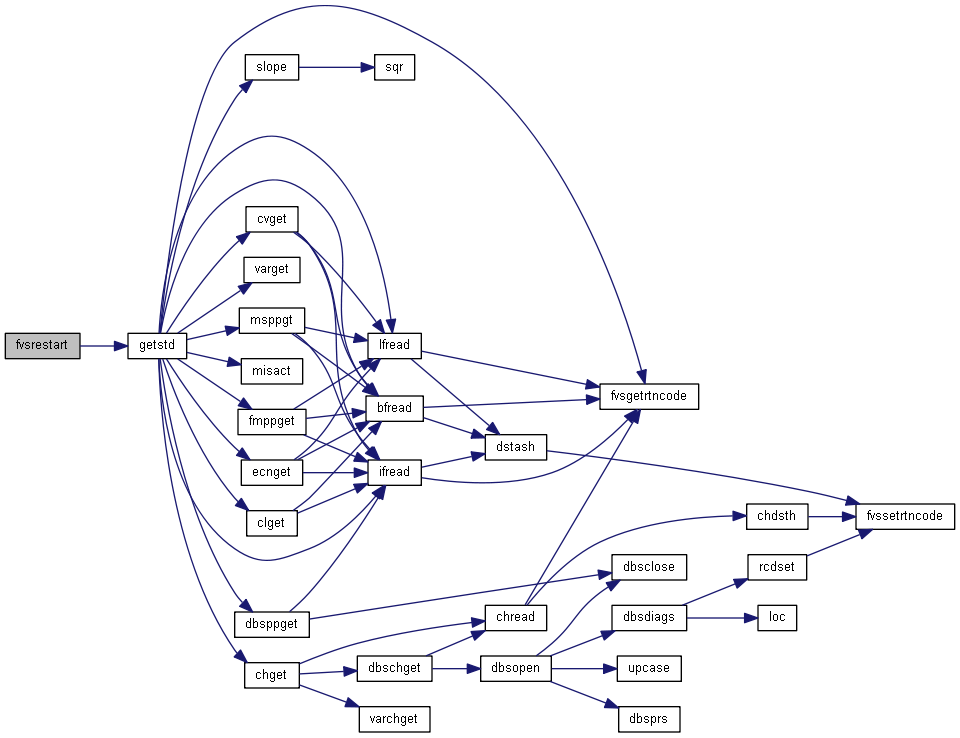 fvsrestart
getstd
slope
sqr
cvget
varget
msppgt
misact
fmppget
ecnget
clget
dbsppget
chget
lfread
bfread
ifread
dstash
fvsgetrtncode
chdsth
fvssetrtncode
rcdset
dbsclose
dbsdiags
loc
chread
dbschget
dbsopen
upcase
varchget
dbsprs